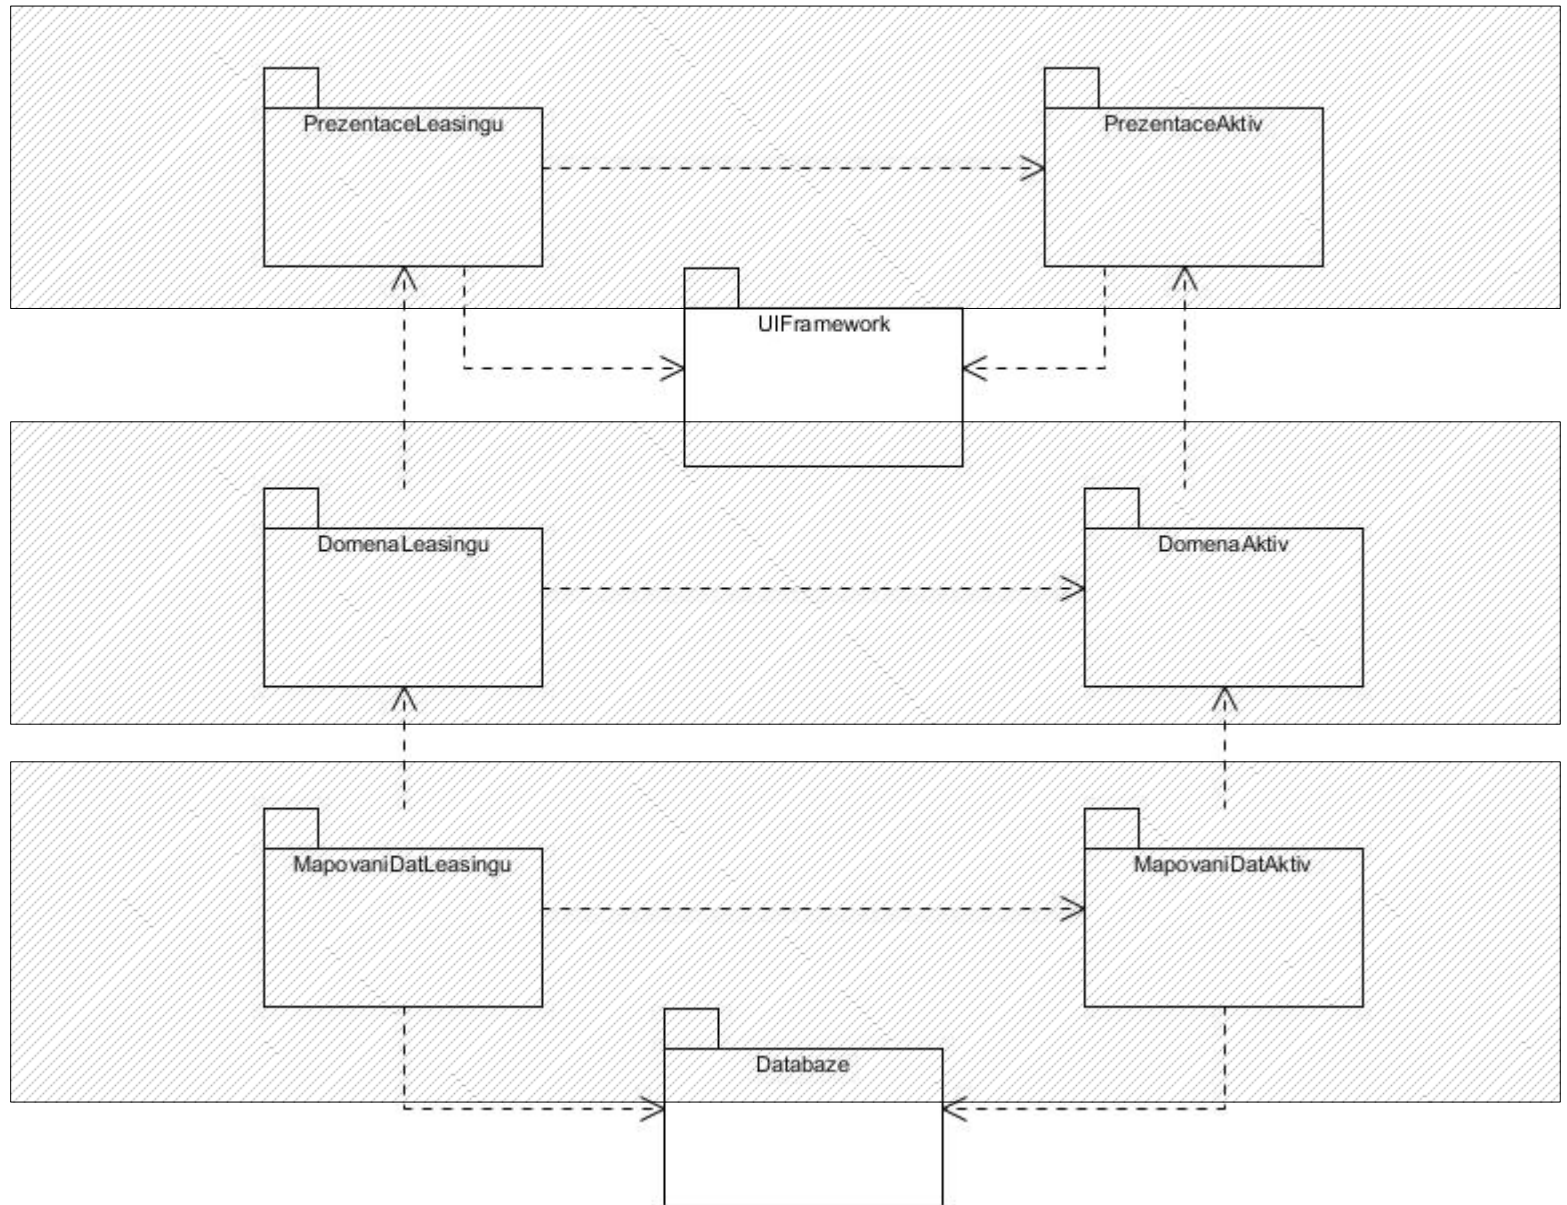 PrezentaceLeasingu
PrezentaceAktiv
UIFramework
DomenaLeasingu
DomenaAktiv
MapovaniDatLeasingu
MapovaniDatAktiv
Databaze